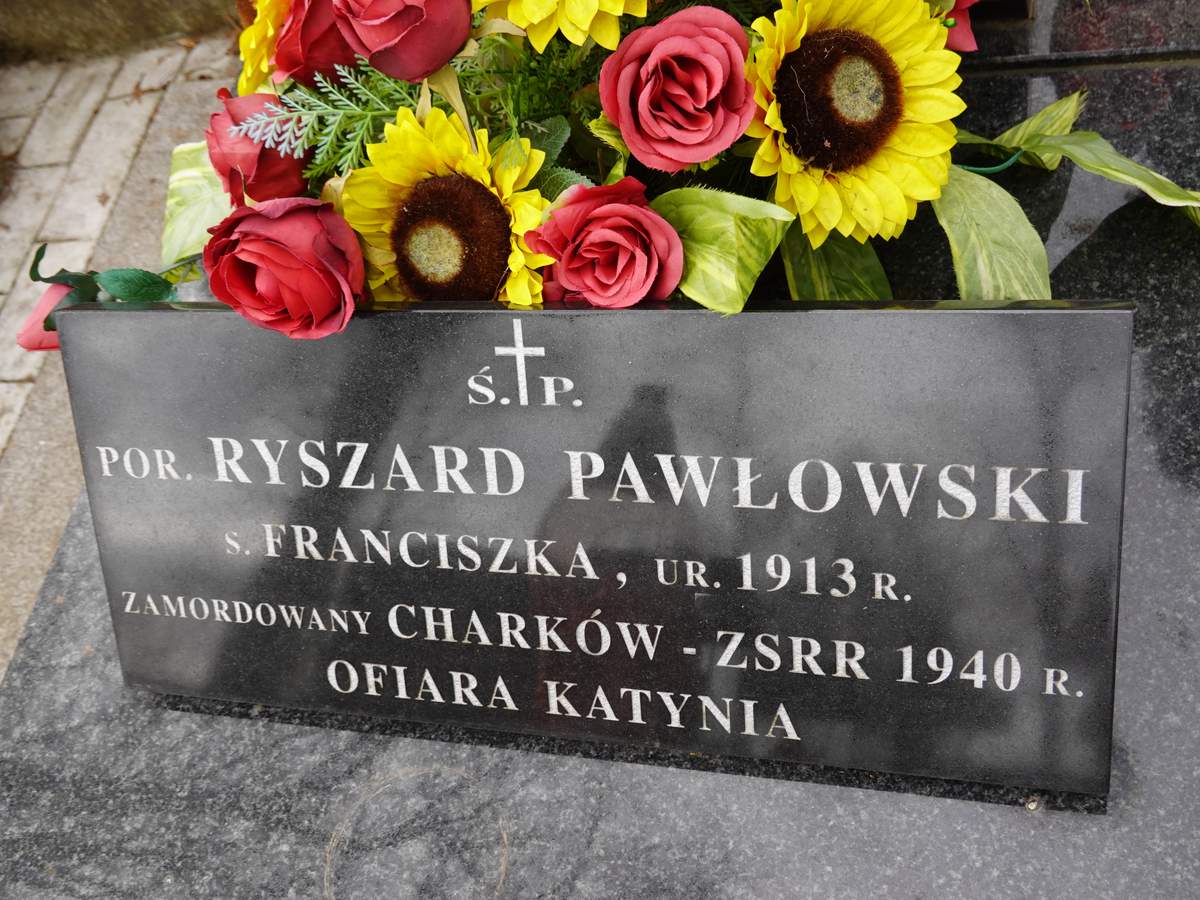 Ś.P.
POR. RYSZARD PAWŁOWSKI
S. FRANCISZKA, UR. 1913 R.
ZAMORDOWANY CHARKÓW - ZSRR 1940 R.
OFIARA KATYNIA